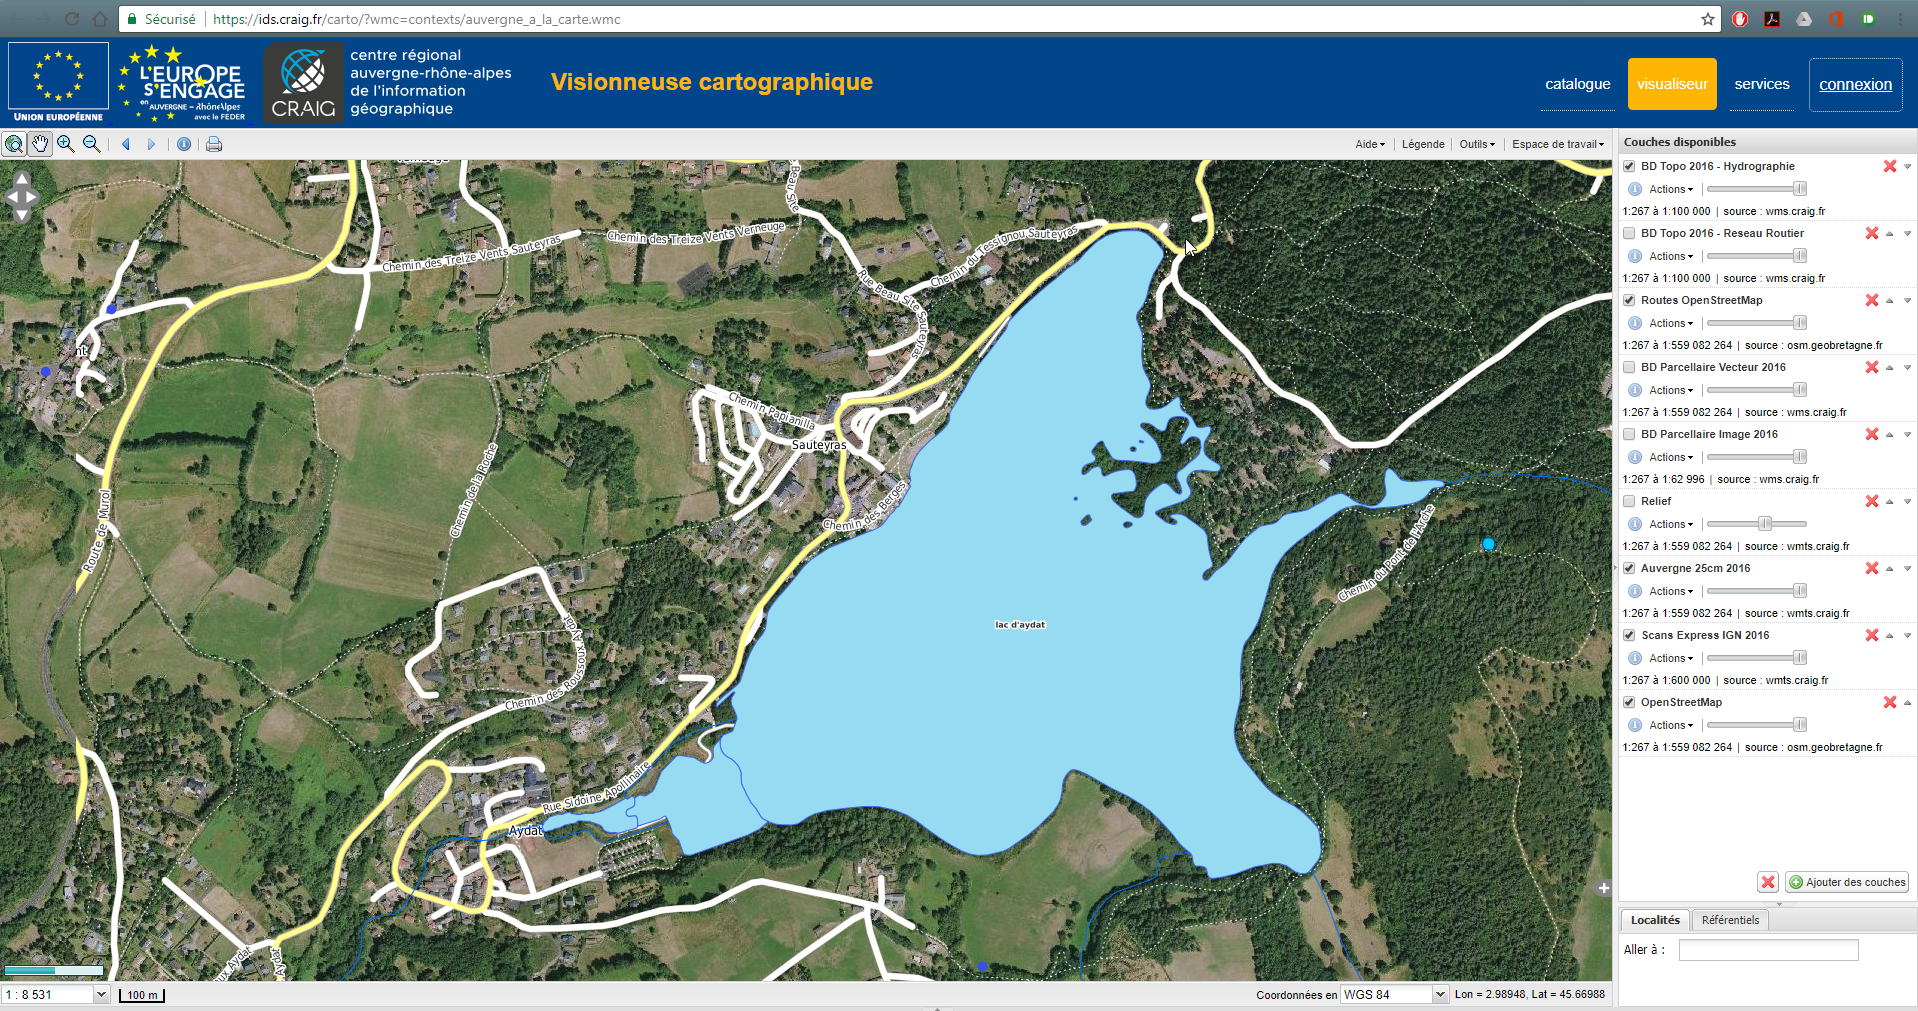 Sécurisé | https://ids.craig.fr/carto/?wmc=contexts/auvergne_a_la_carte.wmc
UNION EUROPÉENNE
L'EUROPE
S'ENGAGE
en AUVERGNE – Rhône-Alpes
avec le FEDER
CRAIG
centre régional
auvergne-rhône-alpes
de l'information
géographique
Visionneuse cartographique
catalogue
visualiseur
services
connexion
Aide
Légende
Outils
Espace de travail
Couches disponibles
BD Topo 2016 - Hydrographie
Actions
1:267 à 1:100 000 | source : wms.craig.fr
BD Topo 2016 - Reseau Routier
Actions
1:267 à 1:100 000 | source : wms.craig.fr
Routes OpenStreetMap
Actions
1:267 à 1:559 082 264 | source : osm.geobretagne.fr
BD Parcellaire Vecteur 2016
Actions
1:267 à 1:559 082 264 | source : wms.craig.fr
BD Parcellaire Image 2016
Actions
1:267 à 1:62 996 | source : wms.craig.fr
Relief
Actions
1:267 à 1:559 082 264 | source : wmts.craig.fr
Auvergne 25cm 2016
Actions
1:267 à 1:559 082 264 | source : wmts.craig.fr
Scans Express IGN 2016
Actions
1:267 à 1:600 000 | source : wmts.craig.fr
OpenStreetMap
Actions
1:267 à 1:559 082 264 | source : osm.geobretagne.fr
Ajouter des couches
Localités
Référentiels
Aller à :
Beau Site
Chemin des Treize Vents Sauteyras
Chemin des Treize Vents Verneuge
Chemin du Tessignou Sauteyras
Rue Beau Site Sauteyras
nt
Chemin Papianilla
Sauteyras
Chemin de la Roche
Route de Murol
Chemin des Berges
Chemin du Pont de l'Arche
lac d'aydat
Chemin des Roussoux Aydat
Rue Sidoine Apollinaire
Aydat
ux Aydat
Aydat
1 : 8 531
100 m
Coordonnées en
WGS 84
Lon = 2.98948, Lat = 45.66988